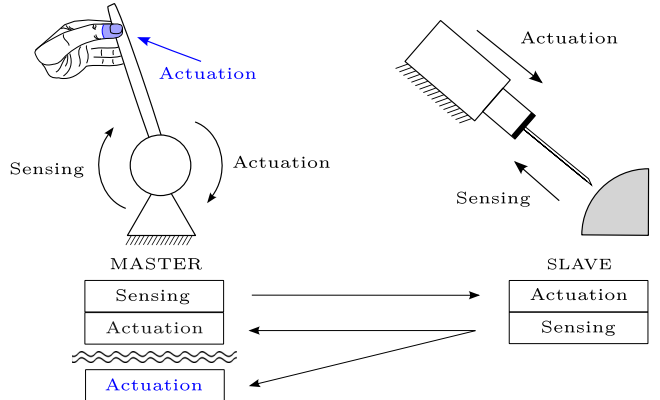 Actuation
Actuation
Sensing
Actuation
Sensing
MASTER
SLAVE
Sensing
Actuation
Actuation
Sensing
Actuation